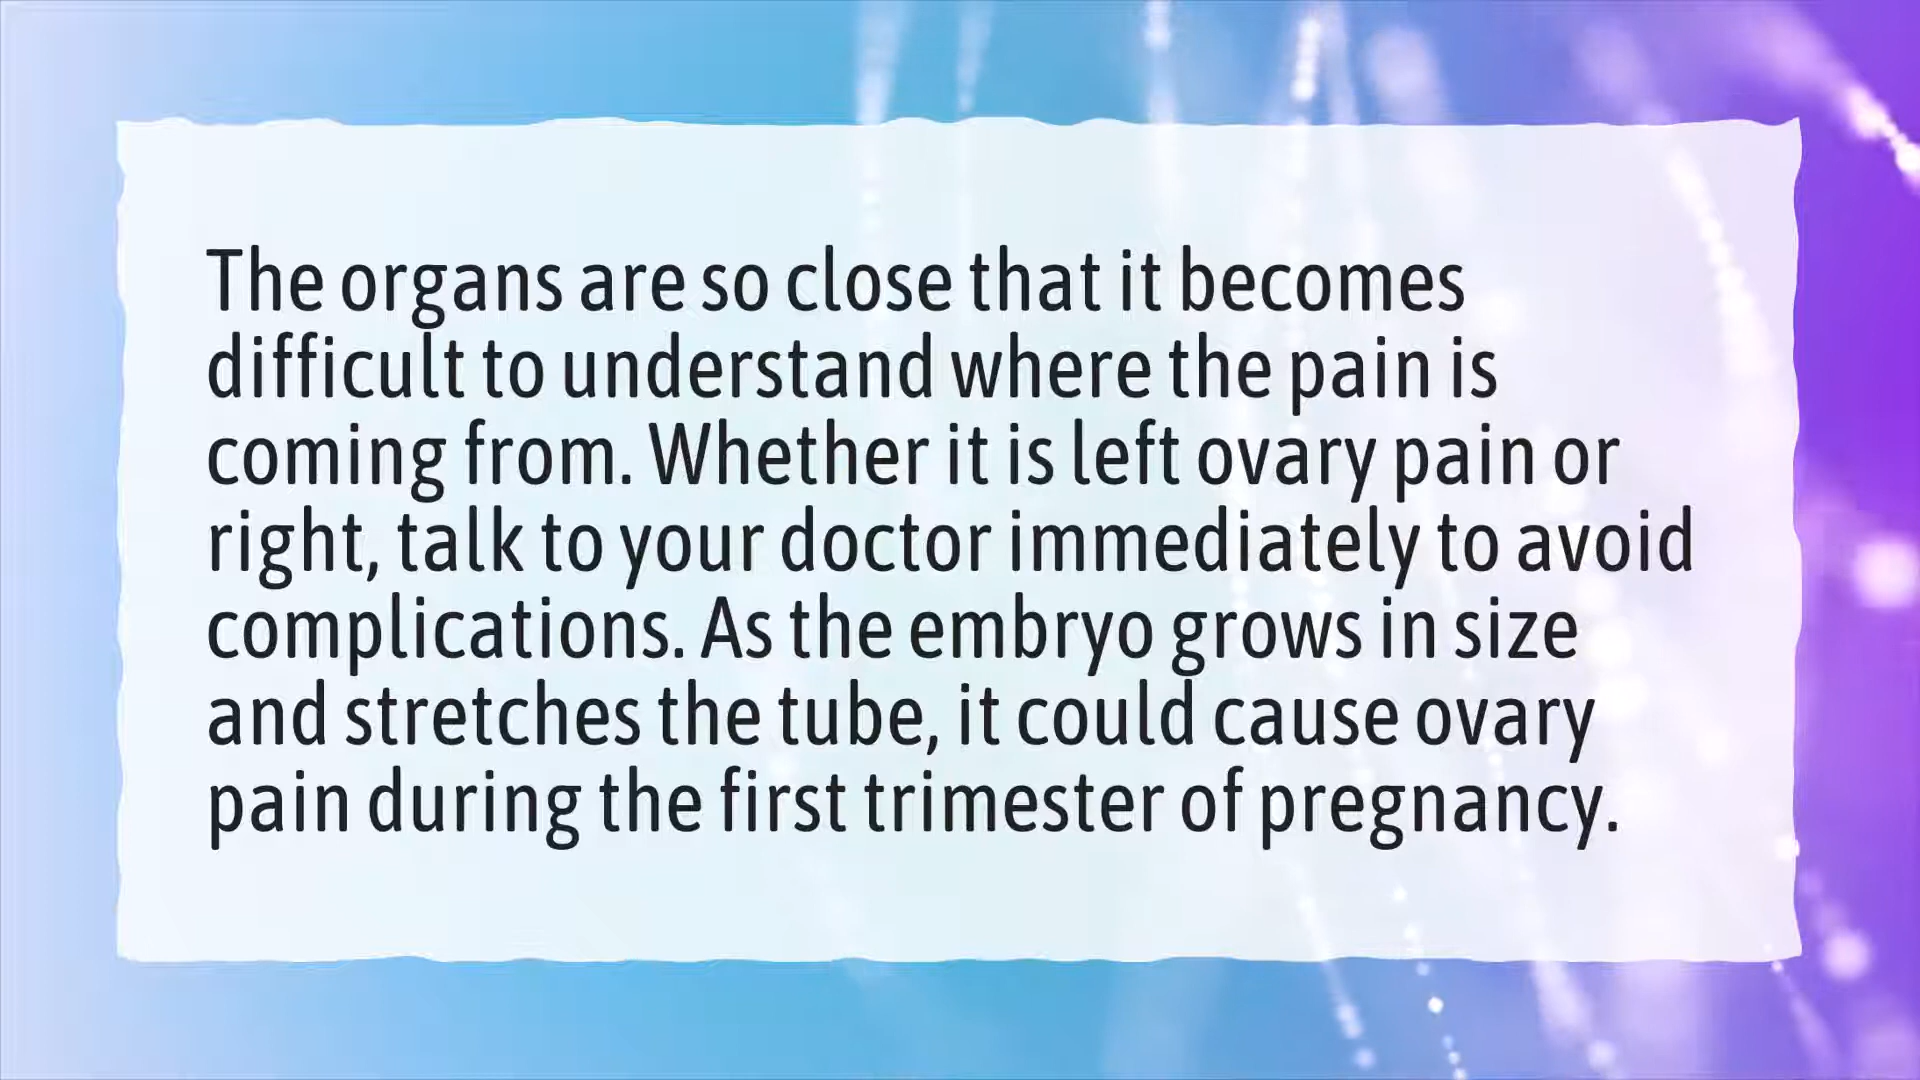 The organs are so close that it becomes
difficult to understand where the pain is
coming from. Whether it is left ovary pain or
right, talk to your doctor immediately to avoid
complications. As the embryo grows in size
and stretches the tube, it could cause ovary
pain during the first trimester of pregnancy.